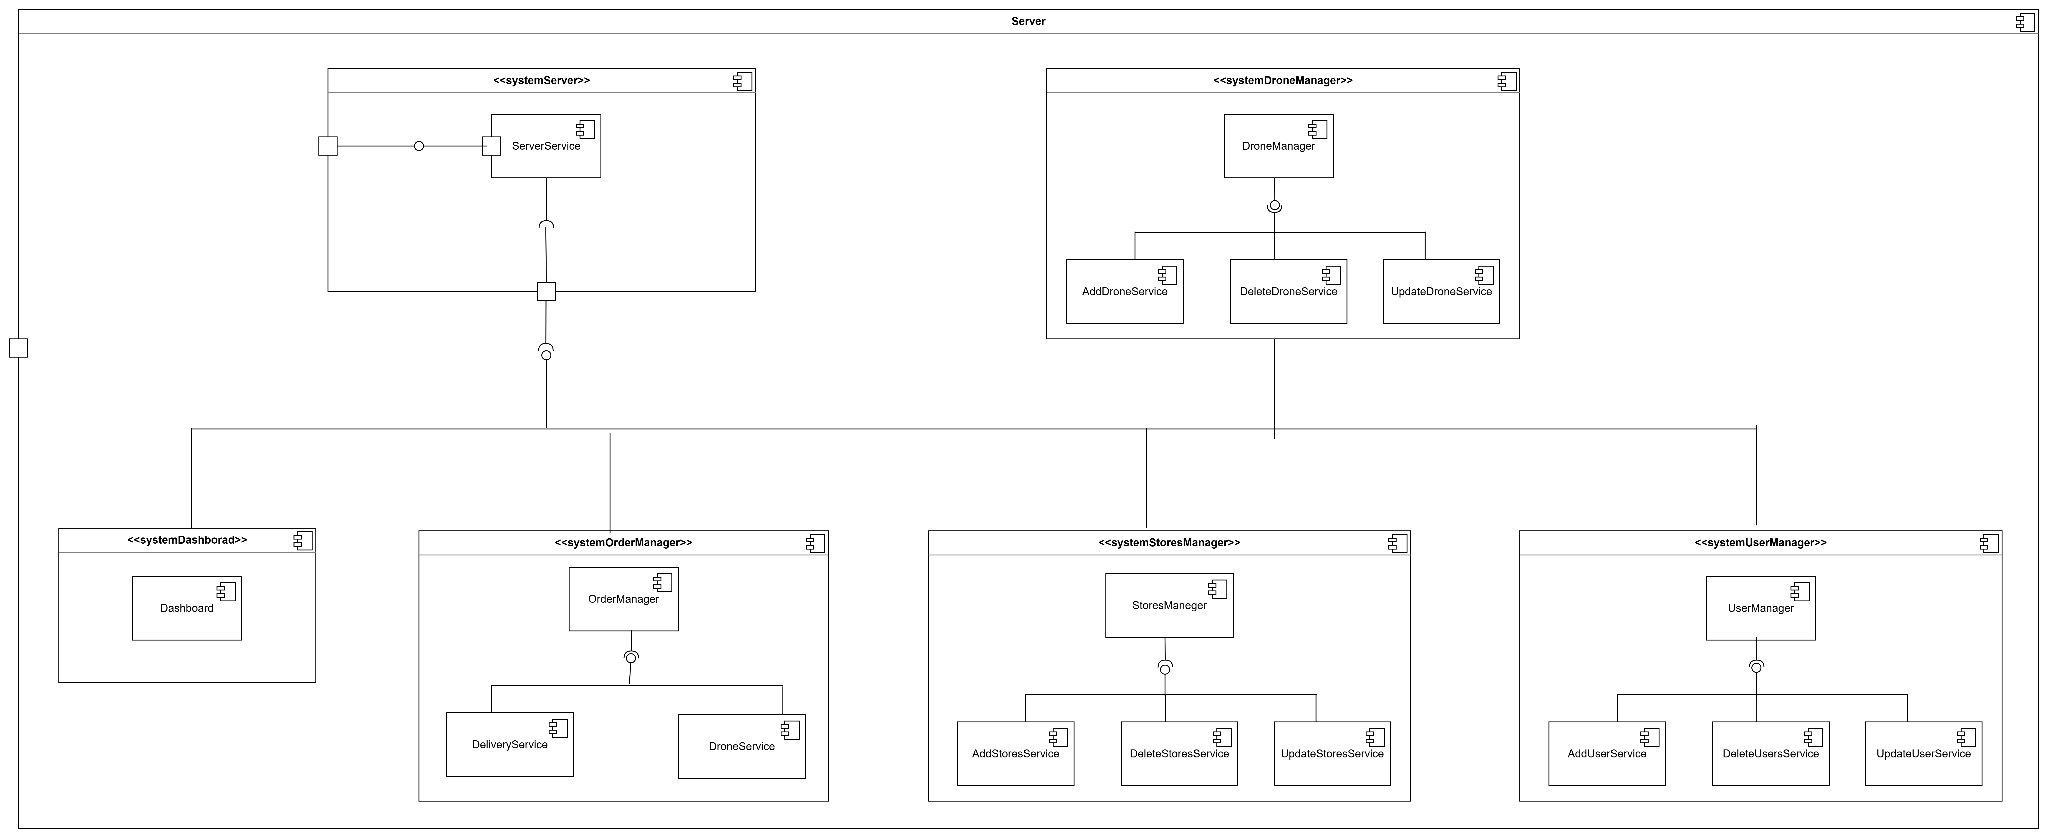 Server
<<systemServer>>
ServerService
<<systemDroneManager>>
DroneManager
AddDroneService
DeleteDroneService
UpdateDroneService
<<systemDashborad>>
Dashboard
<<systemOrderManager>>
OrderManager
DeliveryService
DroneService
<<systemStoresManager>>
StoresManeger
AddStoresService
DeleteStoresService
UpdateStoresService
<<systemUserManager>>
UserManager
AddUserService
DeleteUsersService
UpdateUserService